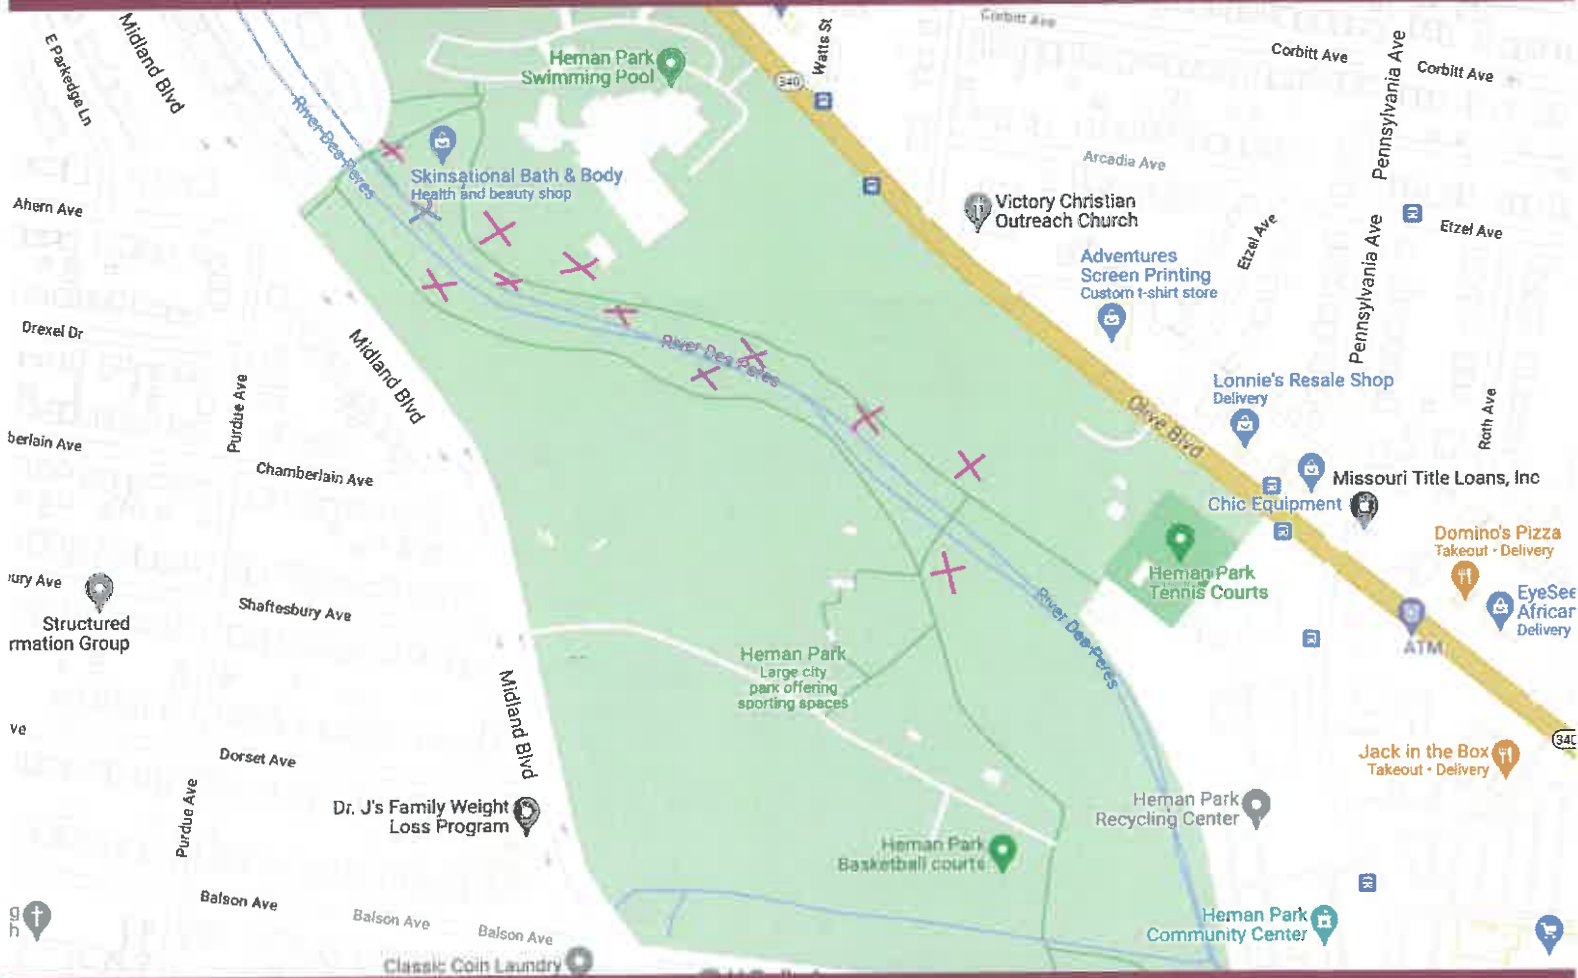 Corbitt Ave
Midland Blvd
E Parkedge Ln
Heman Park
Swimming Pool
340
Watts St
Corbitt Ave
Pennsylvania Ave
Corbitt Ave
River Des Peres
Skinsational Bath & Body
Health and beauty shop
Arcadia Ave
Ahern Ave
Victory Christian
Outreach Church
Etzel Ave
Etzel Ave
Pennsylvania Ave
Adventures
Screen Printing
Custom t-shirt store
Drexel Dr
Midland Blvd
River Des Peres
Purdue Ave
Lonnie's Resale Shop
Delivery
Roth Ave
Olive Blvd
berlain Ave
Chamberlain Ave
Missouri Title Loans, Inc
Chic Equipment
Domino's Pizza
Takeout • Delivery
Heman Park
Tennis Courts
ury Ave
Structured
rmation Group
Shaftesbury Ave
River Des Peres
EyeSee
African
Delivery
ATM
Heman Park
Large city
park offering
sporting spaces
Midland Blvd
ve
Dorset Ave
340
Jack in the Box
Takeout • Delivery
Purdue Ave
Dr. J's Family Weight
Loss Program
Heman Park
Recycling Center
Heman Park
Basketball courts
Balson Ave
Balson Ave
Balson Ave
g
h
Heman Park
Community Center
Classic Coin Laundry